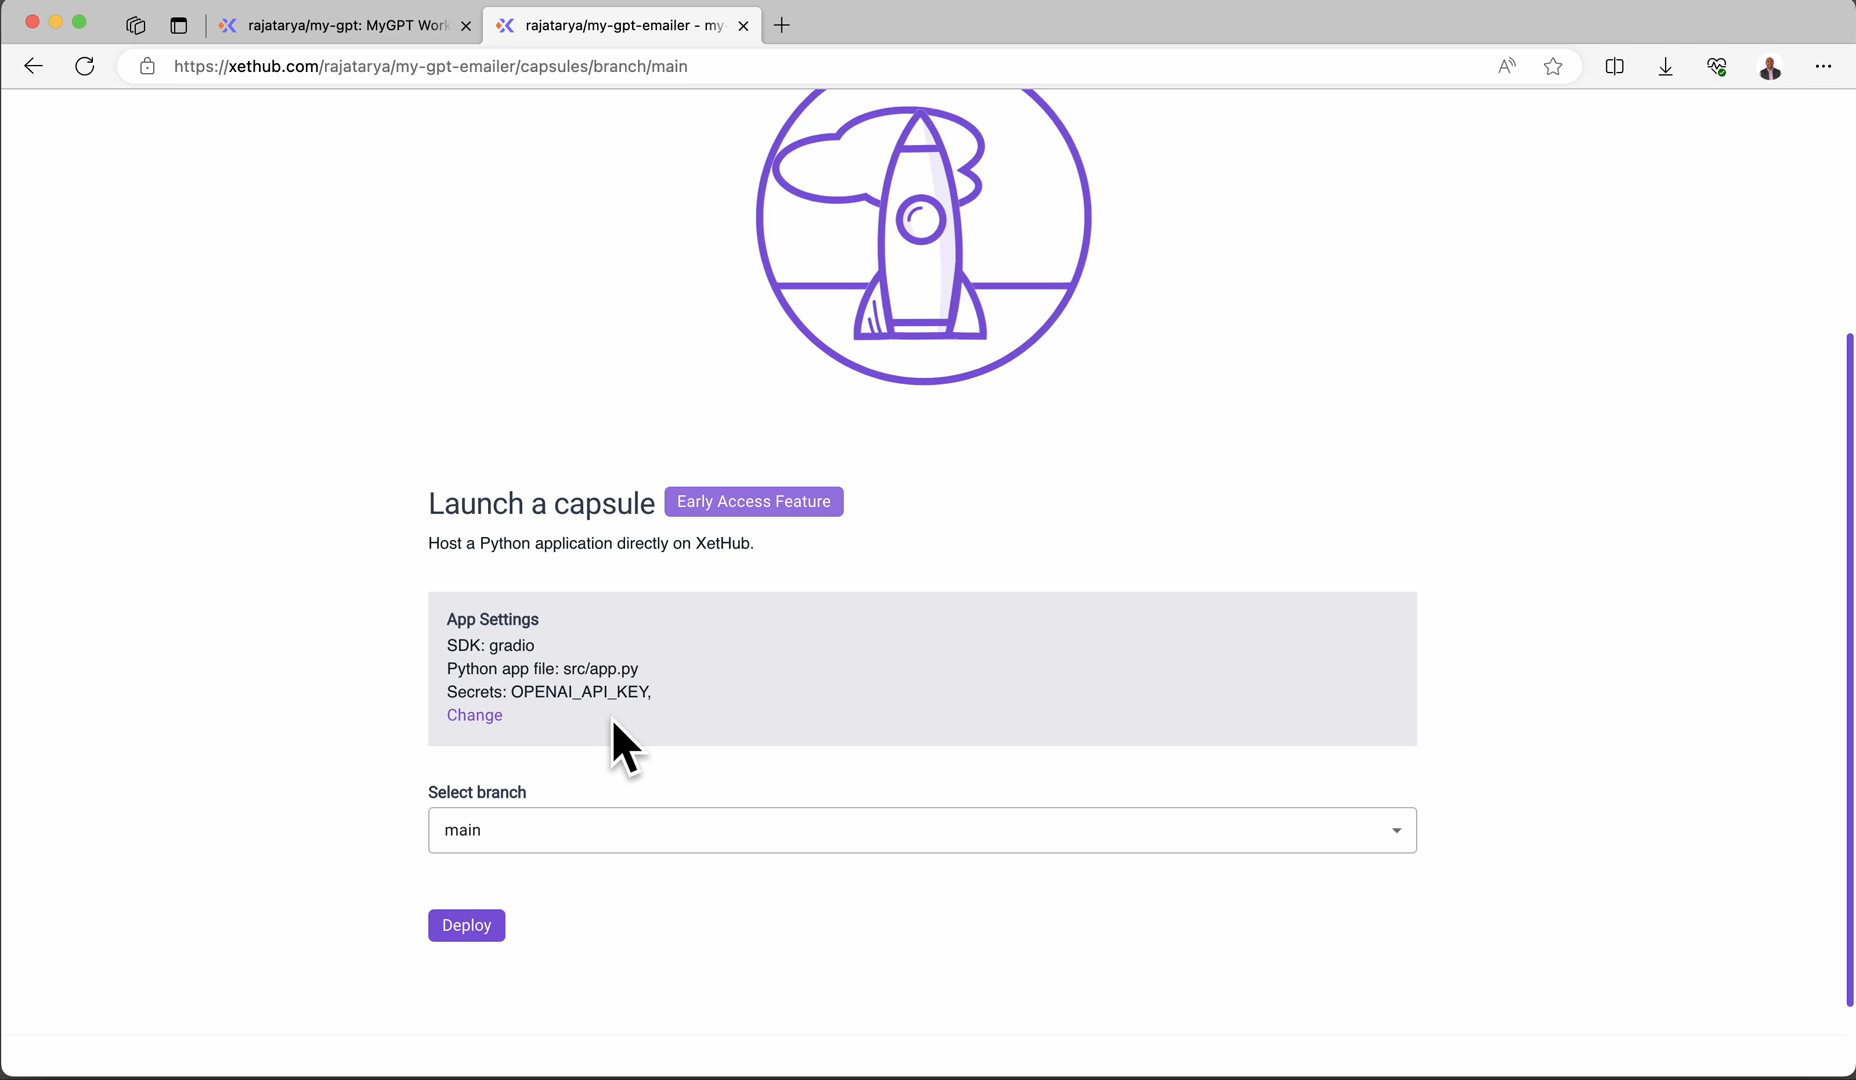 rajatarya/my-gpt: MyGPT Work
rajatarya/my-gpt-emailer - my-
https://xethub.com/rajatarya/my-gpt-emailer/capsules/branch/main
Launch a capsule
Early Access Feature
Host a Python application directly on XetHub.
App Settings
SDK: gradio
Python app file: src/app.py
Secrets: OPENAI_API_KEY,
Change
Select branch
main
Deploy